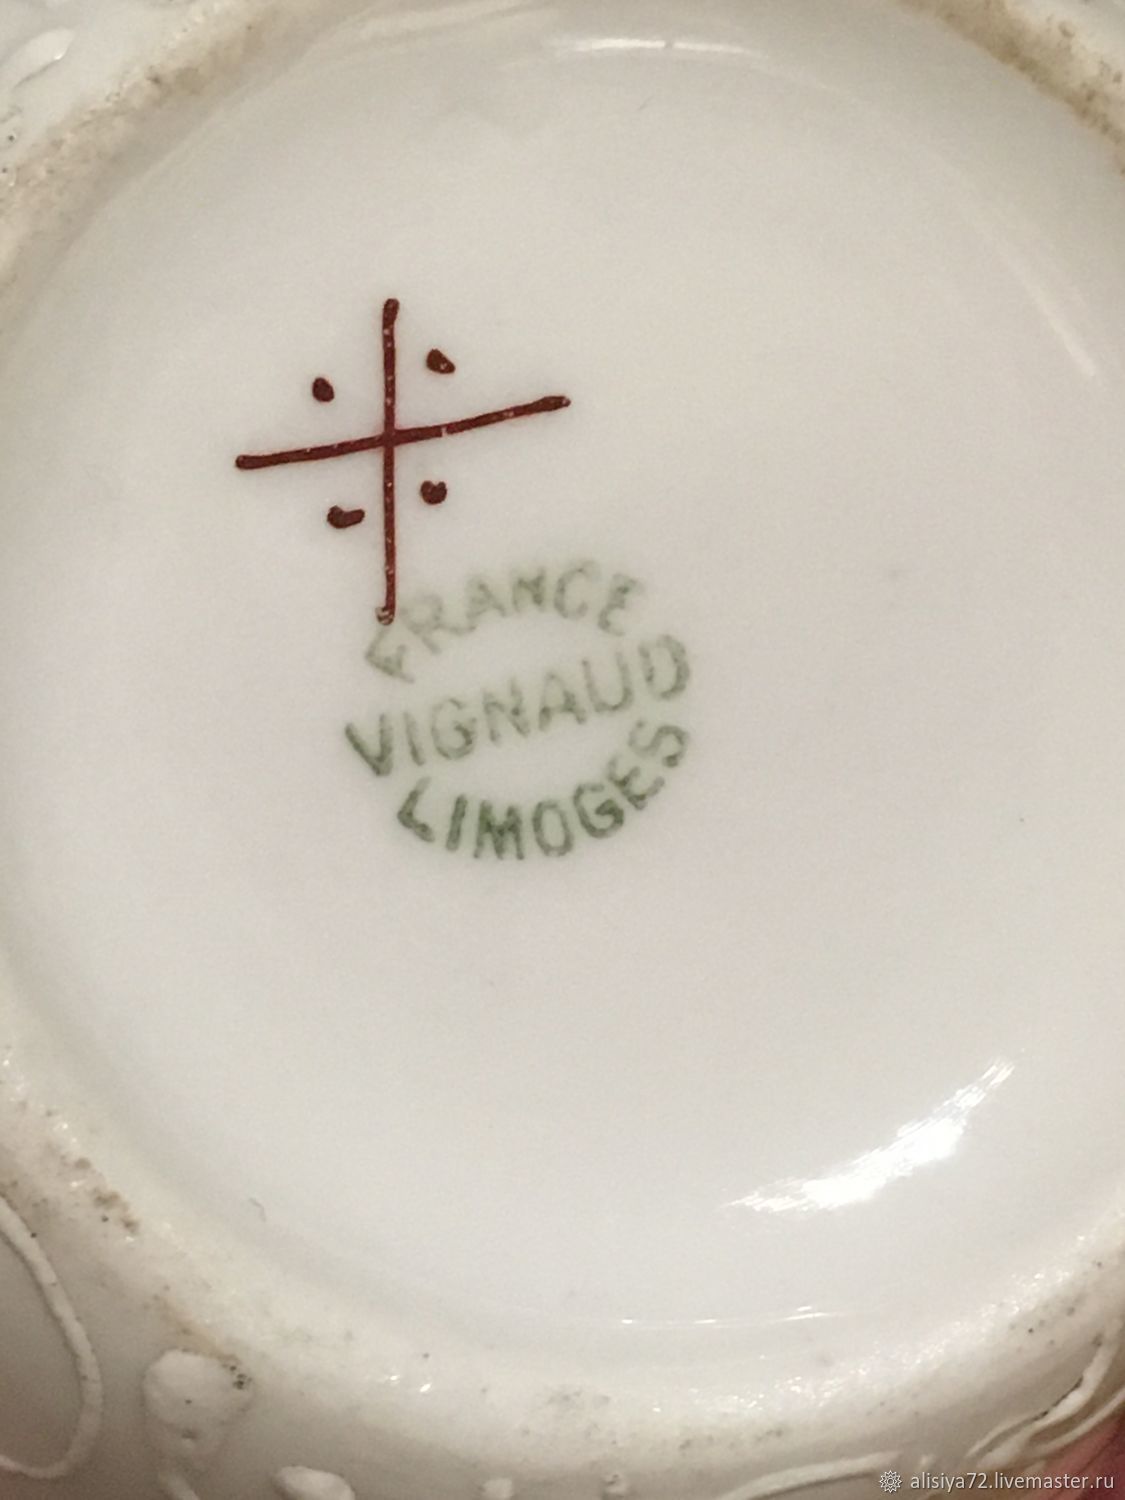 FRANCE
VIGNAUD
LIMOGES
alisiya72.livemaster.ru